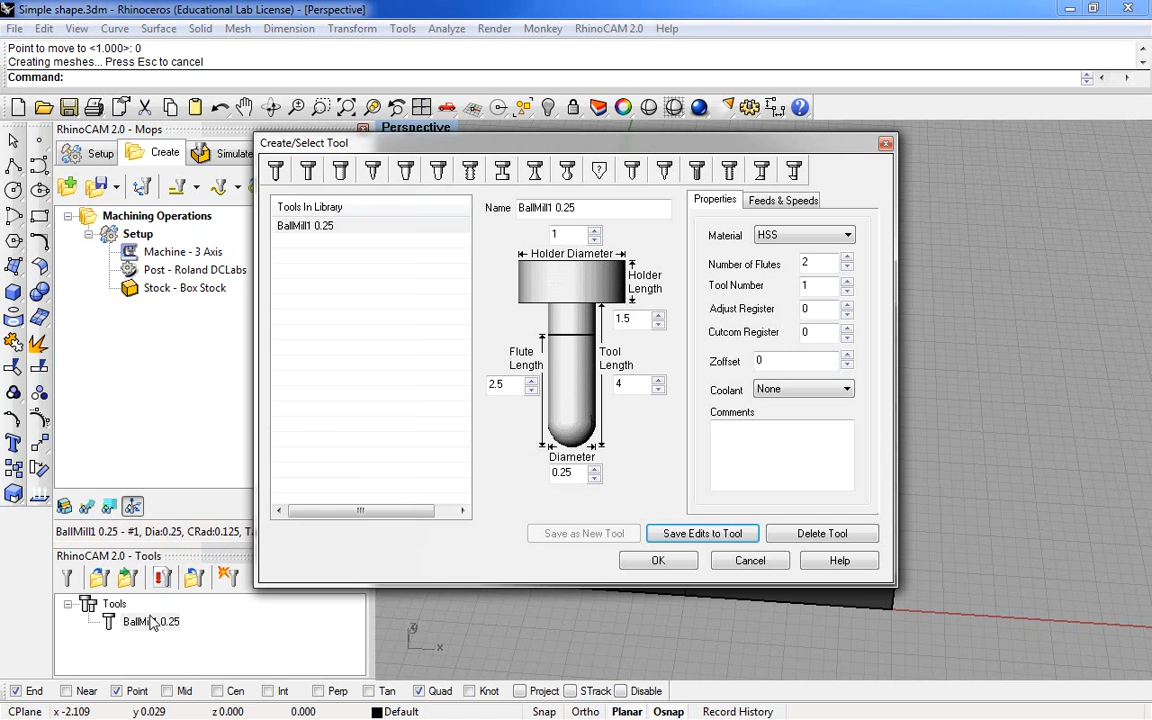 Simple shape.3dm - Rhinoceros (Educational Lab License) - [Perspective]
File Edit View Curve Surface Solid Mesh Dimension Transform Tools Analyze Render Monkey RhinoCAM 2.0 Help
Point to move to <1.000>: 0
Creating meshes... Press Esc to cancel
Command:
RhinoCAM 2.0 - Mops
Perspective
Setup Create Simulate
Machining Operations
Setup
Machine - 3 Axis
Post - Roland DCLabs
Stock - Box Stock
Create/Select Tool
Tools In Library
BallMill1 0.25
Name BallMill1 0.25
1
Holder Diameter
Holder
Length
1.5
Flute
Length
2.5
Tool
Length
4
Diameter
0.25
Properties Feeds & Speeds
Material HSS
Number of Flutes 2
Tool Number 1
Adjust Register 0
Cutcom Register 0
Zoffset 0
Coolant None
Comments
Save as New Tool Save Edits to Tool Delete Tool
OK Cancel Help
BallMill1 0.25 - #1, Dia:0.25, CRad:0.125,
RhinoCAM 2.0 - Tools
Tools
BallMill1 0.25
x
End Near Point Mid Cen Int Perp Tan Quad Knot Project STrack Disable
CPlane x -2.109 y 0.029 z 0.000 0.000 Default Snap Ortho Planar Osnap Record History